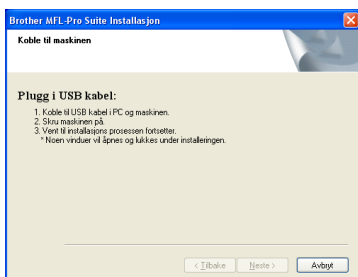 Brother MFL-Pro Suite Installasjon
Koble til maskinen
Plugg i USB kabel:
1. Koble til USB kabel i PC og maskinen.
2. Skru maskinen på.
3. Vent til installasjons prosessen fortsetter.
* Noen vinduer vil åpnes og lukkes under installeringen.
< Tilbake Neste > Avbryt